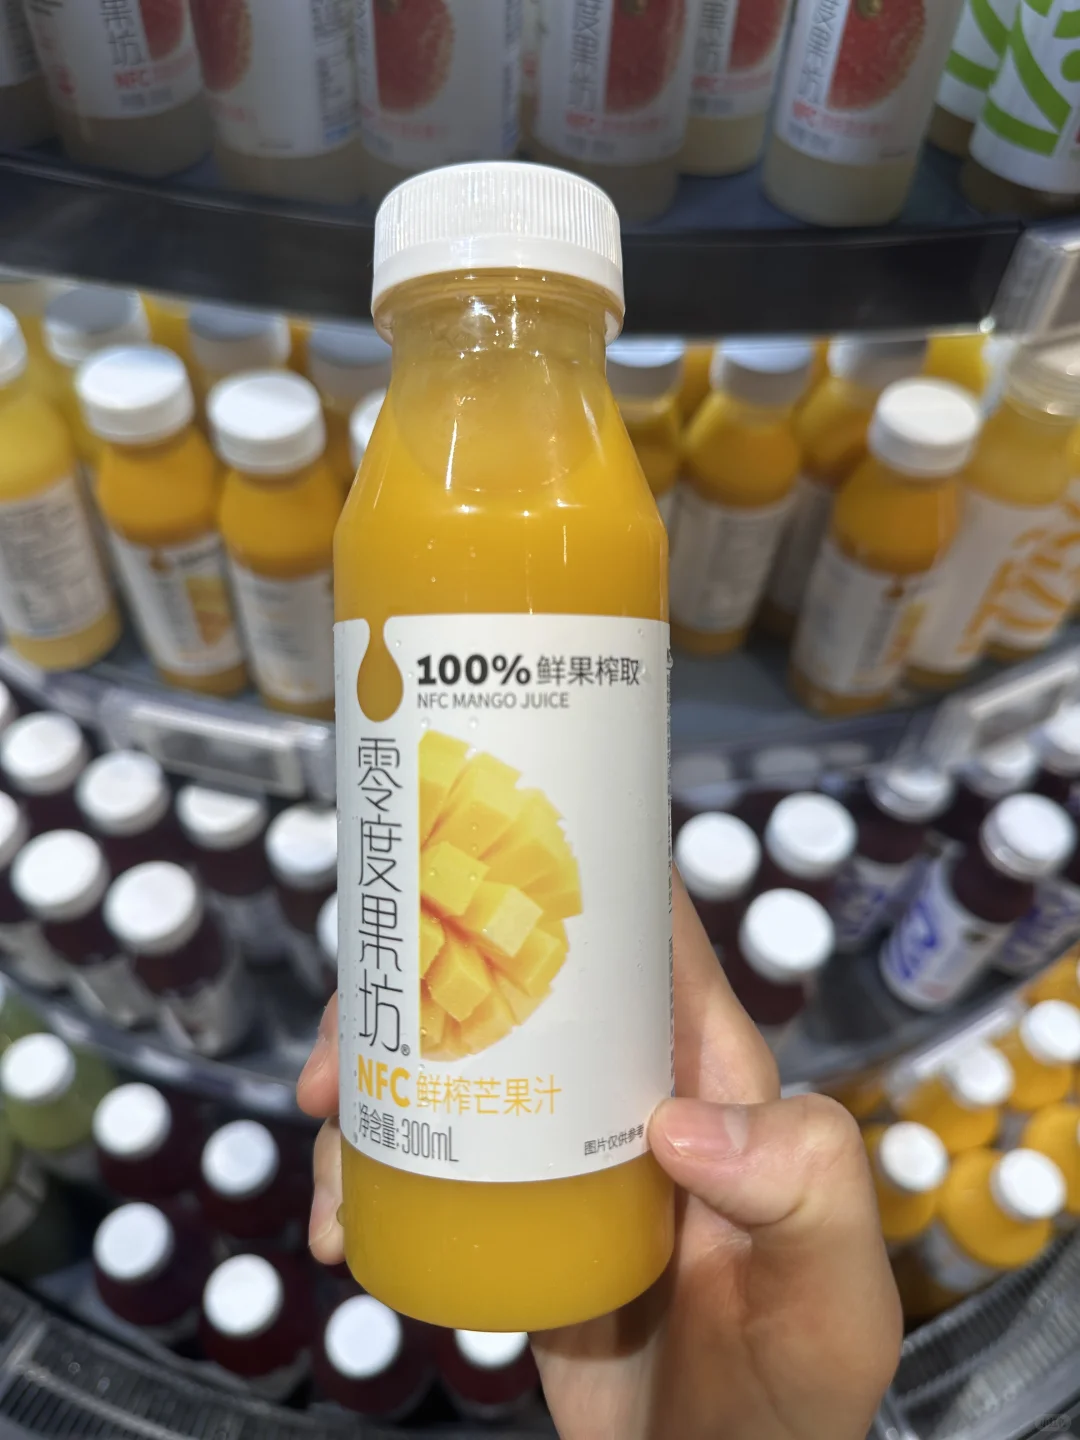 100%鲜果榨取
NFC MANGO JUICE
零度果坊®
NFC鲜榨芒果汁
净含量:300mL
图片仅供参考